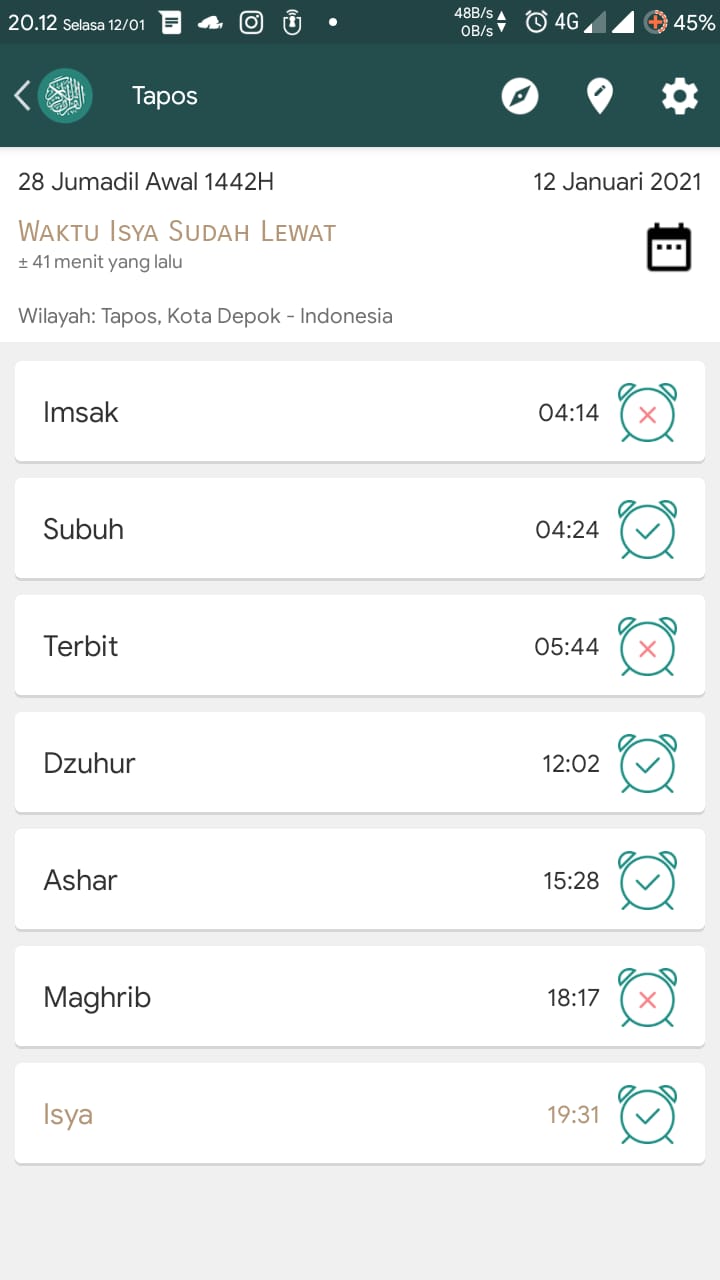 20.12 Selasa 12/01 48B/s 0B/s 4G 45%
Tapos
28 Jumadil Awal 1442H 12 Januari 2021
Waktu Isya Sudah Lewat
± 41 menit yang lalu
Wilayah: Tapos, Kota Depok - Indonesia
Imsak 04:14
Subuh 04:24
Terbit 05:44
Dzuhur 12:02
Ashar 15:28
Maghrib 18:17
Isya 19:31